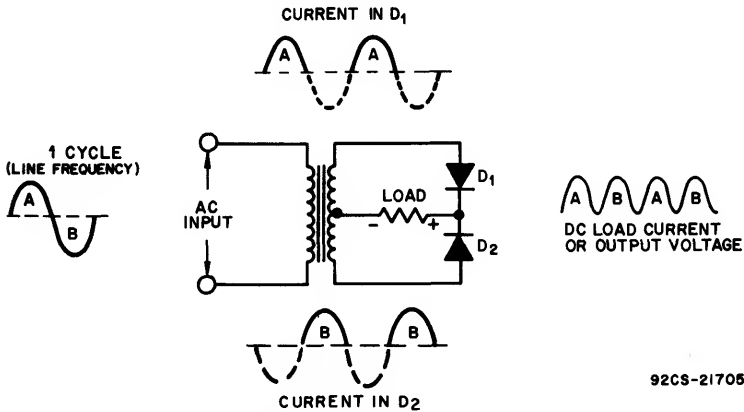 CURRENT IN D1
A
A
1 CYCLE
(LINE FREQUENCY)
A
B
AC
INPUT
LOAD
-
+
D1
D2
A
B
A
B
DC LOAD CURRENT
OR OUTPUT VOLTAGE
B
B
CURRENT IN D2
92CS-21705